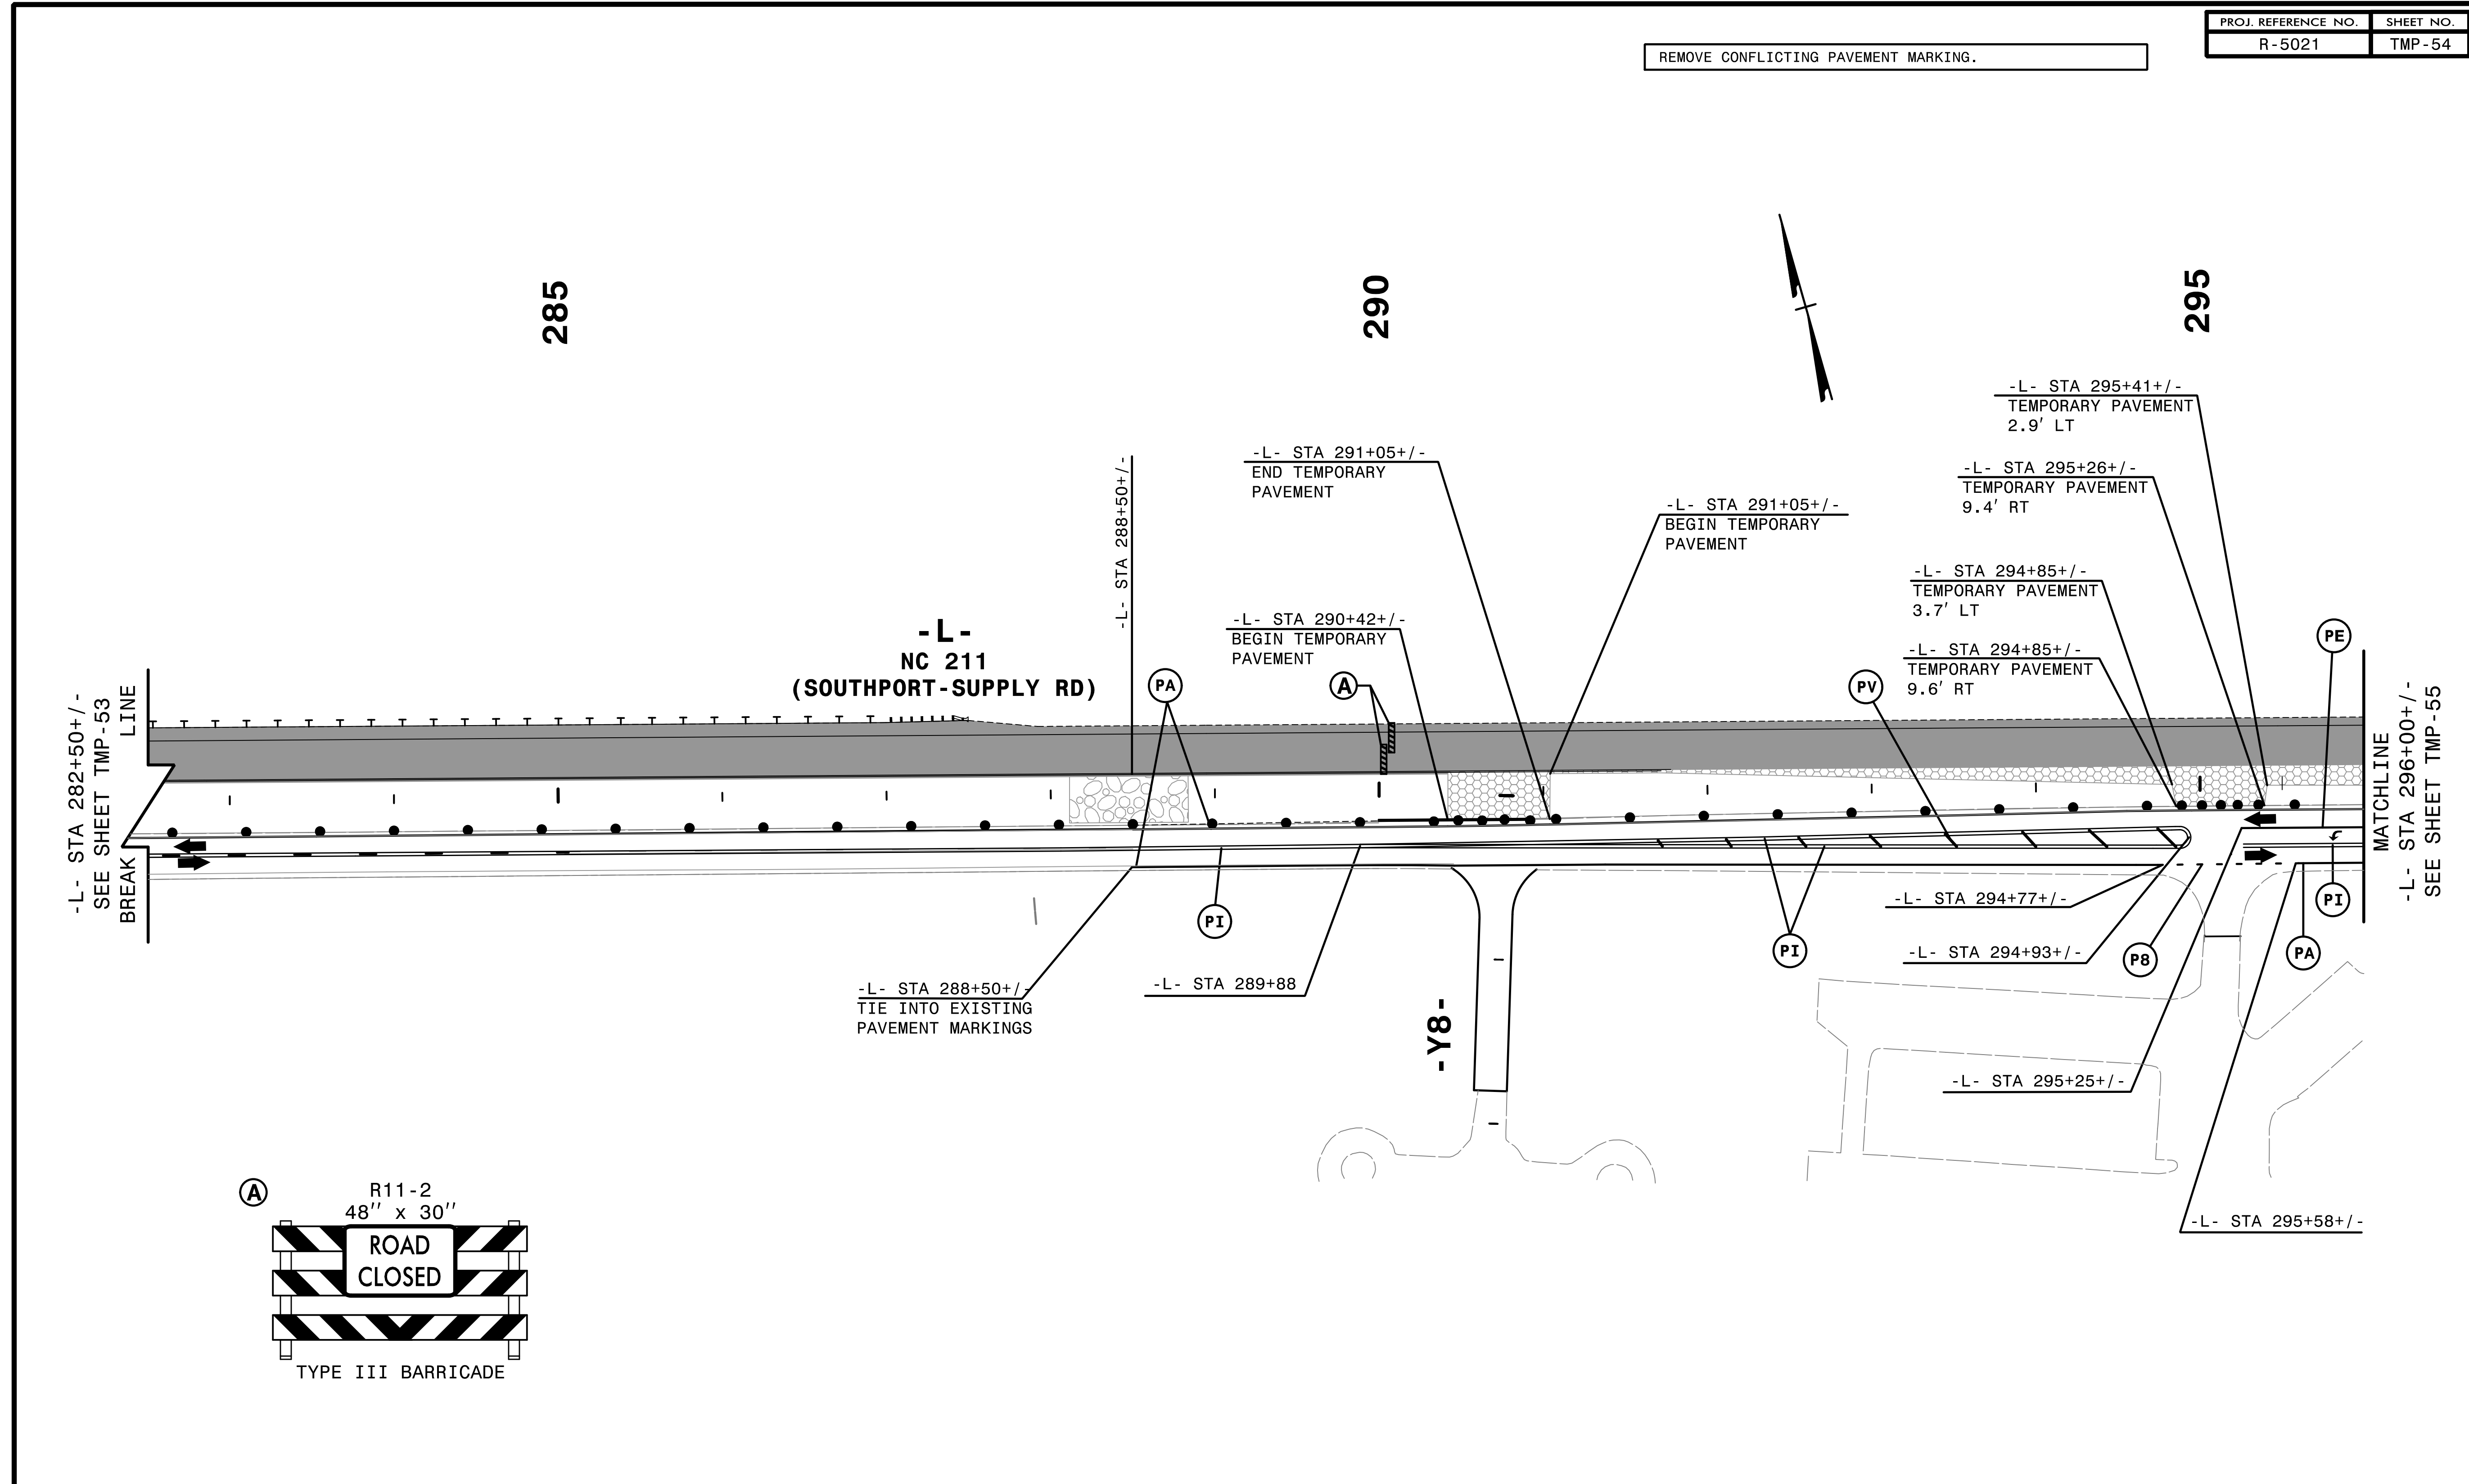 PROJ. REFERENCE NO.
SHEET NO.
R-5021
TMP-54
REMOVE CONFLICTING PAVEMENT MARKING.
285
290
295
-L- STA 295+41+/-
TEMPORARY PAVEMENT
2.9' LT
-L- STA 291+05+/-
END TEMPORARY
PAVEMENT
-L- STA 295+26+/-
TEMPORARY PAVEMENT
9.4' RT
-L- STA 288+50+/-
-L- STA 291+05+/-
BEGIN TEMPORARY
PAVEMENT
-L- STA 294+85+/-
TEMPORARY PAVEMENT
3.7' LT
-L- STA 290+42+/-
BEGIN TEMPORARY
PAVEMENT
-L- STA 294+85+/-
TEMPORARY PAVEMENT
9.6' RT
-L-
NC 211
(SOUTHPORT-SUPPLY RD)
PA
A
PV
PE
-L- STA 282+50+/-
SEE SHEET TMP-53
BREAK LINE
MATCHLINE
-L- STA 296+00+/-
SEE SHEET TMP-55
PI
PI
P8
PA
PI
-L- STA 294+77+/-
-L- STA 294+93+/-
-L- STA 288+50+/-
TIE INTO EXISTING
PAVEMENT MARKINGS
-L- STA 289+88
-Y8-
-L- STA 295+25+/-
-L- STA 295+58+/-
A
R11-2
48'' x 30''
ROAD
CLOSED
TYPE III BARRICADE